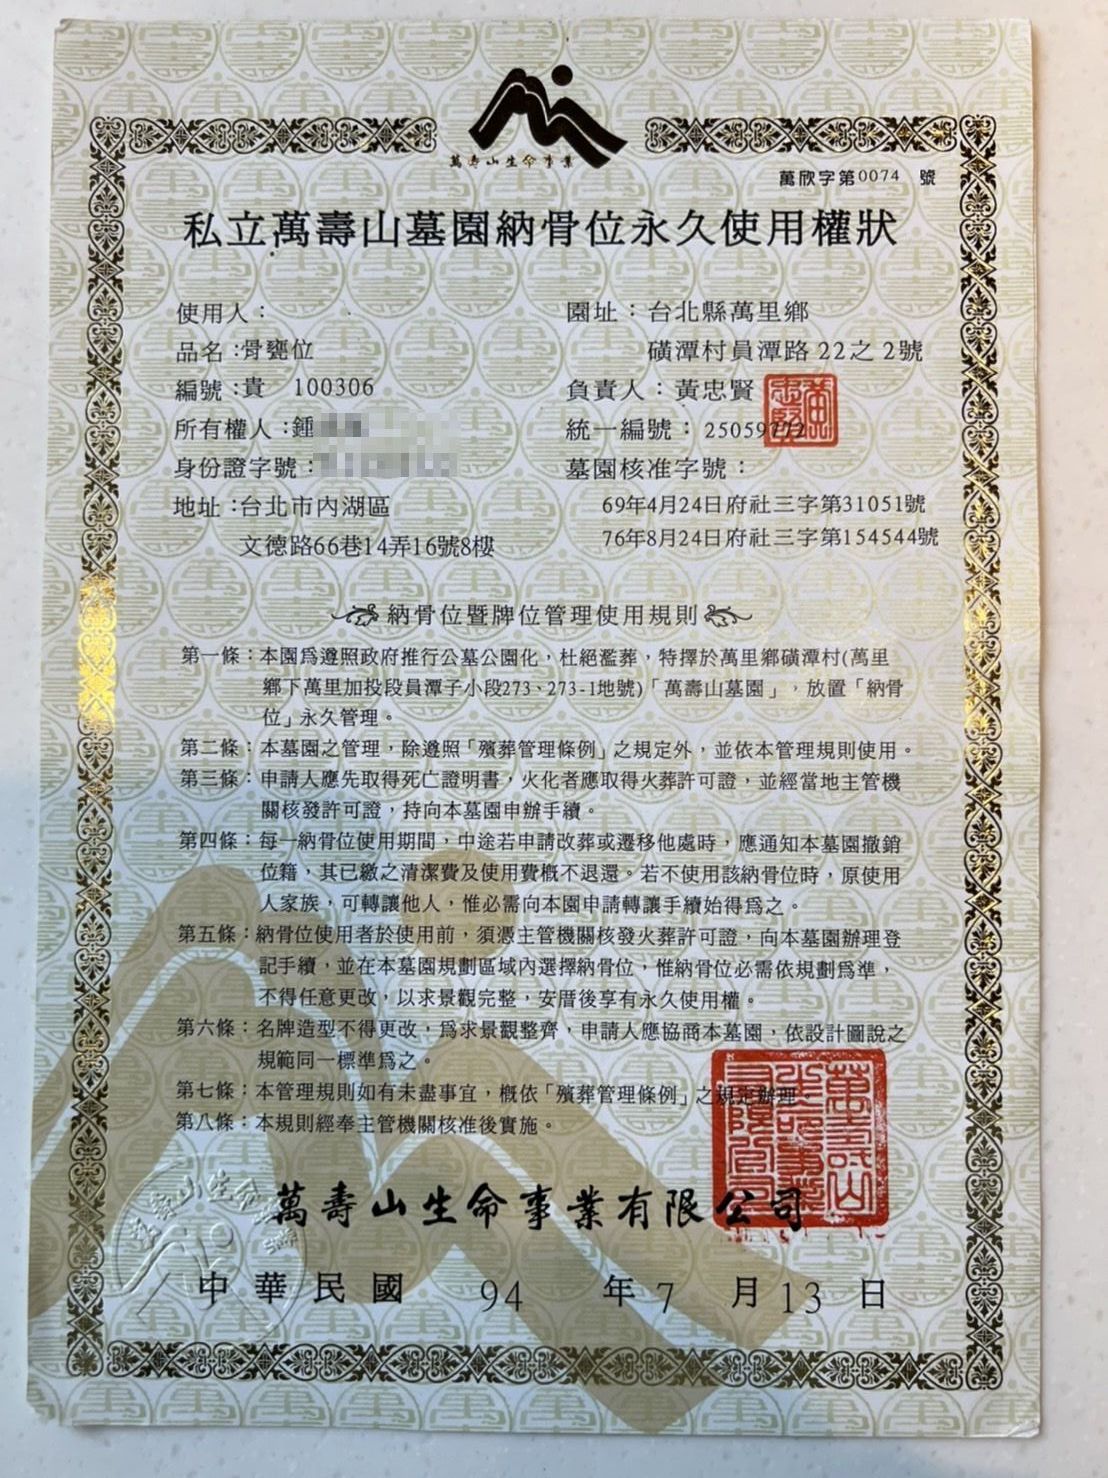 萬壽山生命事業
萬欣字第0074 號
私立萬壽山墓園納骨位永久使用權狀
使用人：
品名：骨甕位
編號：貴 100306
所有權人：鍾
身份證字號：
地址：台北市內湖區
文德路66巷14弄16號8樓
園址：台北縣萬里鄉
磺潭村員潭路22之2號
負責人：黃忠賢
統一編號：25059772
墓園核准字號：
69年4月24日府社三字第31051號
76年8月24日府社三字第154544號
納骨位暨牌位管理使用規則
第一條：本園爲遵照政府推行公墓公園化，杜絕濫葬，特擇於萬里鄉磺潭村(萬里
鄉下萬里加投段員潭子小段273、273-1地號)「萬壽山墓園」，放置「納骨
位」永久管理。
第二條：本墓園之管理，除遵照「殯葬管理條例」之規定外，並依本管理規則使用。
第三條：申請人應先取得死亡證明書，火化者應取得火葬許可證，並經當地主管機
關核發許可證，持向本墓園申辦手續。
第四條：每一納骨位使用期間，中途若申請改葬或遷移他處時，應通知本墓園撤銷
位籍，其已繳之清潔費及使用費概不退還。若不使用該納骨位時，原使用
人家族，可轉讓他人，惟必需向本園申請轉讓手續始得爲之。
第五條：納骨位使用者於使用前，須憑主管機關核發火葬許可證，向本墓園辦理登
記手續，並在本墓園規劃區域內選擇納骨位，惟納骨位必需依規劃爲準，
不得任意更改，以求景觀完整，安厝後享有永久使用權。
第六條：名牌造型不得更改，爲求景觀整齊，申請人應協商本墓園，依設計圖說之
規範同一標準爲之。
第七條：本管理規則如有未盡事宜，概依「殯葬管理條例」之規定辦理。
第八條：本規則經奉主管機關核准後實施。
萬壽山生命事業有限公司
中華民國 94 年 7 月 13 日